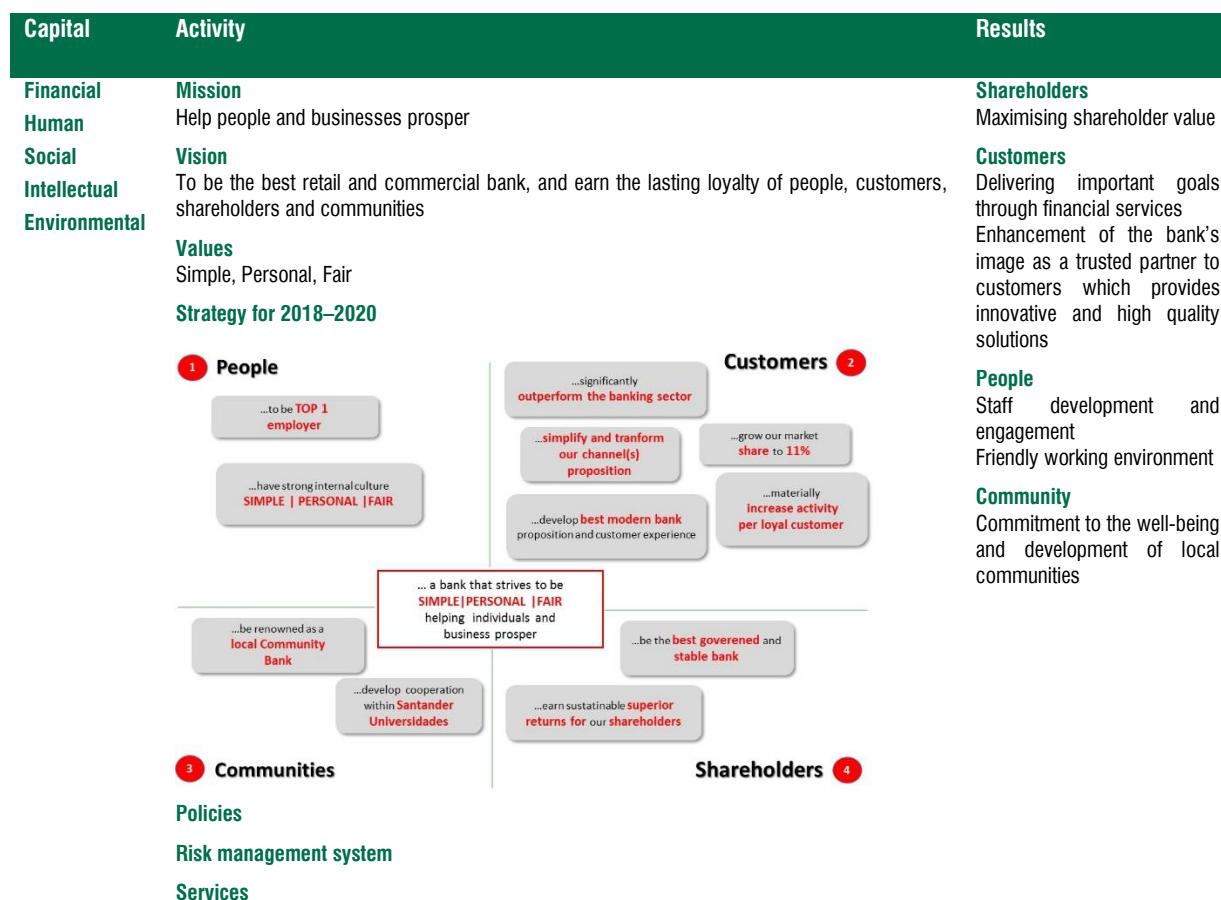 Capital
Activity
Results
Financial
Human
Social
Intellectual
Environmental
Mission
Help people and businesses prosper
Vision
To be the best retail and commercial bank, and earn the lasting loyalty of people, customers,
shareholders and communities
Values
Simple, Personal, Fair
Strategy for 2018–2020
1 People
...to be TOP 1
employer
...have strong internal culture
SIMPLE | PERSONAL |FAIR
Customers 2
...significantly
outperform the banking sector
...simplify and tranform
our channel(s)
proposition
...grow our market
share to 11%
...develop best modern bank
proposition and customer experience
...materially
increase activity
per loyal customer
... a bank that strives to be
SIMPLE|PERSONAL |FAIR
helping individuals and
business prosper
...be renowned as a
local Community
Bank
...develop cooperation
within Santander
Universidades
3 Communities
...be the best goverened and
stable bank
...earn sustatinable superior
returns for our shareholders
Shareholders 4
Policies
Risk management system
Services
Shareholders
Maximising shareholder value
Customers
Delivering important goals
through financial services
Enhancement of the bank's
image as a trusted partner to
customers which provides
innovative and high quality
solutions
People
Staff development and
engagement
Friendly working environment
Community
Commitment to the well-being
and development of local
communities